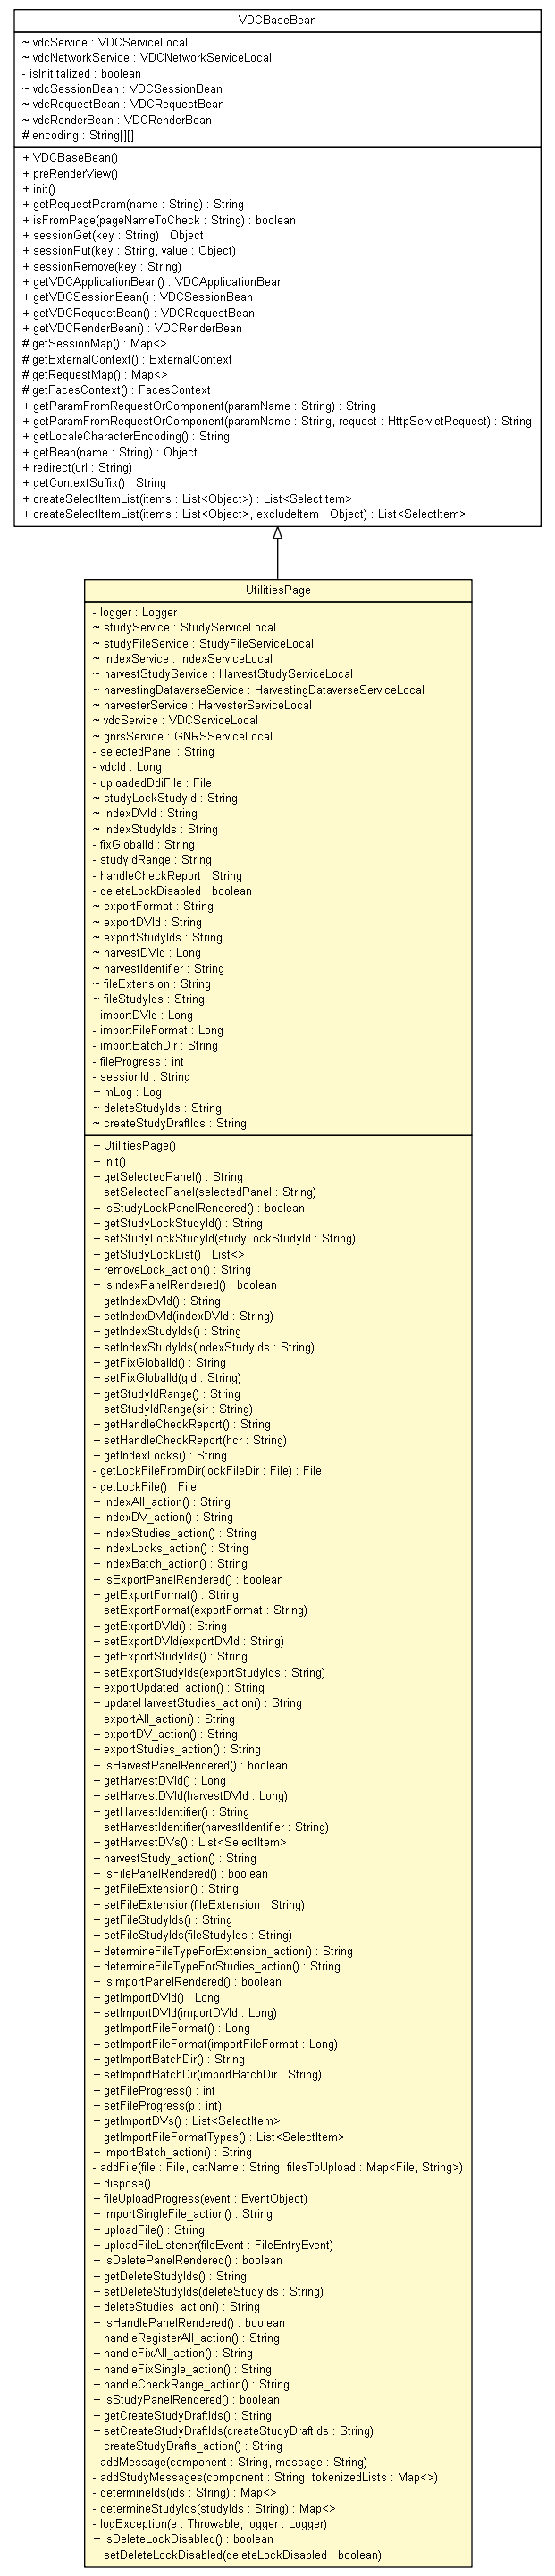 VDCBaseBean
~ vdcService : VDCServiceLocal
~ vdcNetworkService : VDCNetworkServiceLocal
- isInititalized : boolean
~ vdcSessionBean : VDCSessionBean
~ vdcRequestBean : VDCRequestBean
~ vdcRenderBean : VDCRenderBean
# encoding : String[][]
+ VDCBaseBean()
+ preRenderView()
+ init()
+ getRequestParam(name : String) : String
+ isFromPage(pageNameToCheck : String) : boolean
+ sessionGet(key : String) : Object
+ sessionPut(key : String, value : Object)
+ sessionRemove(key : String)
+ getVDCApplicationBean() : VDCApplicationBean
+ getVDCSessionBean() : VDCSessionBean
+ getVDCRequestBean() : VDCRequestBean
+ getVDCRenderBean() : VDCRenderBean
# getSessionMap() : Map<>
# getExternalContext() : ExternalContext
# getRequestMap() : Map<>
# getFacesContext() : FacesContext
+ getParamFromRequestOrComponent(paramName : String) : String
+ getParamFromRequestOrComponent(paramName : String, request : HttpServletRequest) : String
+ getLocaleCharacterEncoding() : String
+ getBean(name : String) : Object
+ redirect(url : String)
+ getContextSuffix() : String
+ createSelectItemList(items : List<Object>) : List<SelectItem>
+ createSelectItemList(items : List<Object>, excludeItem : Object) : List<SelectItem>
UtilitiesPage
- logger : Logger
~ studyService : StudyServiceLocal
~ studyFileService : StudyFileServiceLocal
~ indexService : IndexServiceLocal
~ harvestStudyService : HarvestStudyServiceLocal
~ harvestingDataverseService : HarvestingDataverseServiceLocal
~ harvesterService : HarvesterServiceLocal
~ vdcService : VDCServiceLocal
~ gnrsService : GNRSServiceLocal
- selectedPanel : String
- vdcId : Long
- uploadedDdiFile : File
~ studyLockStudyId : String
~ indexDVId : String
~ indexStudyIds : String
- fixGlobalId : String
- studyIdRange : String
- handleCheckReport : String
- deleteLockDisabled : boolean
~ exportFormat : String
~ exportDVId : String
~ exportStudyIds : String
~ harvestDVId : Long
~ harvestIdentifier : String
~ fileExtension : String
~ fileStudyIds : String
- importDVId : Long
- importFileFormat : Long
- importBatchDir : String
- fileProgress : int
- sessionId : String
+ mLog : Log
~ deleteStudyIds : String
~ createStudyDraftIds : String
+ UtilitiesPage()
+ init()
+ getSelectedPanel() : String
+ setSelectedPanel(selectedPanel : String)
+ isStudyLockPanelRendered() : boolean
+ getStudyLockStudyId() : String
+ setStudyLockStudyId(studyLockStudyId : String)
+ getStudyLockList() : List<>
+ removeLock_action() : String
+ isIndexPanelRendered() : boolean
+ getIndexDVId() : String
+ setIndexDVId(indexDVId : String)
+ getIndexStudyIds() : String
+ setIndexStudyIds(indexStudyIds : String)
+ getFixGlobalId() : String
+ setFixGlobalId(gid : String)
+ getStudyIdRange() : String
+ setStudyIdRange(sir : String)
+ getHandleCheckReport() : String
+ setHandleCheckReport(hcr : String)
+ getIndexLocks() : String
- getLockFileFromDir(lockFileDir : File) : File
- getLockFile() : File
+ indexAll_action() : String
+ indexDV_action() : String
+ indexStudies_action() : String
+ indexLocks_action() : String
+ indexBatch_action() : String
+ isExportPanelRendered() : boolean
+ getExportFormat() : String
+ setExportFormat(exportFormat : String)
+ getExportDVId() : String
+ setExportDVId(exportDVId : String)
+ getExportStudyIds() : String
+ setExportStudyIds(exportStudyIds : String)
+ exportUpdated_action() : String
+ updateHarvestStudies_action() : String
+ exportAll_action() : String
+ exportDV_action() : String
+ exportStudies_action() : String
+ isHarvestPanelRendered() : boolean
+ getHarvestDVId() : Long
+ setHarvestDVId(harvestDVId : Long)
+ getHarvestIdentifier() : String
+ setHarvestIdentifier(harvestIdentifier : String)
+ getHarvestDVs() : List<SelectItem>
+ harvestStudy_action() : String
+ isFilePanelRendered() : boolean
+ getFileExtension() : String
+ setFileExtension(fileExtension : String)
+ getFileStudyIds() : String
+ setFileStudyIds(fileStudyIds : String)
+ determineFileTypeForExtension_action() : String
+ determineFileTypeForStudies_action() : String
+ isImportPanelRendered() : boolean
+ getImportDVId() : Long
+ setImportDVId(importDVId : Long)
+ getImportFileFormat() : Long
+ setImportFileFormat(importFileFormat : Long)
+ getImportBatchDir() : String
+ setImportBatchDir(importBatchDir : String)
+ getFileProgress() : int
+ setFileProgress(p : int)
+ getImportDVs() : List<SelectItem>
+ getImportFileFormatTypes() : List<SelectItem>
+ importBatch_action() : String
- addFile(file : File, catName : String, filesToUpload : Map<File, String>)
+ dispose()
+ fileUploadProgress(event : EventObject)
+ importSingleFile_action() : String
+ uploadFile() : String
+ uploadFileListener(fileEvent : FileEntryEvent)
+ isDeletePanelRendered() : boolean
+ getDeleteStudyIds() : String
+ setDeleteStudyIds(deleteStudyIds : String)
+ deleteStudies_action() : String
+ isHandlePanelRendered() : boolean
+ handleRegisterAll_action() : String
+ handleFixAll_action() : String
+ handleFixSingle_action() : String
+ handleCheckRange_action() : String
+ isStudyPanelRendered() : boolean
+ getCreateStudyDraftIds() : String
+ setCreateStudyDraftIds(createStudyDraftIds : String)
+ createStudyDrafts_action() : String
- addMessage(component : String, message : String)
- addStudyMessages(component : String, tokenizedLists : Map<>)
- determineIds(ids : String) : Map<>
- determineStudyIds(studyIds : String) : Map<>
- logException(e : Throwable, logger : Logger)
+ isDeleteLockDisabled() : boolean
+ setDeleteLockDisabled(deleteLockDisabled : boolean)